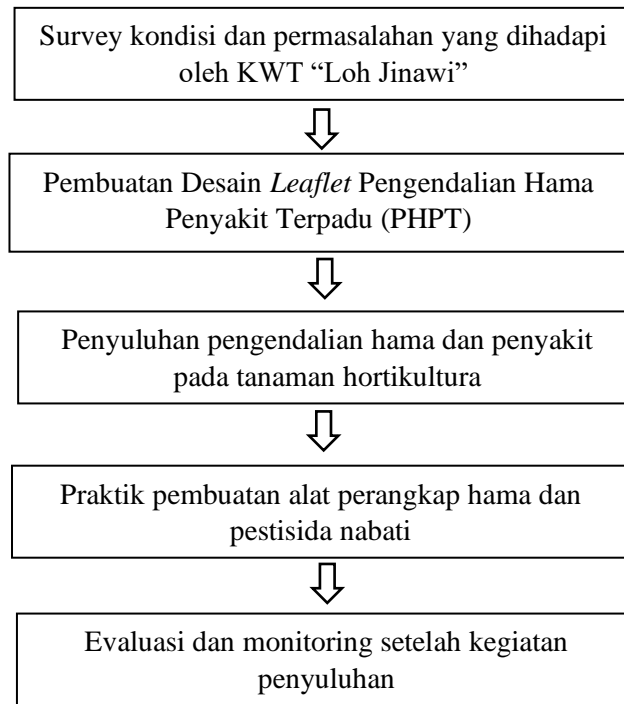 Survey kondisi dan permasalahan yang dihadapi
oleh KWT “Loh Jinawi”
Pembuatan Desain Leaflet Pengendalian Hama
Penyakit Terpadu (PHPT)
Penyuluhan pengendalian hama dan penyakit
pada tanaman hortikultura
Praktik pembuatan alat perangkap hama dan
pestisida nabati
Evaluasi dan monitoring setelah kegiatan
penyuluhan